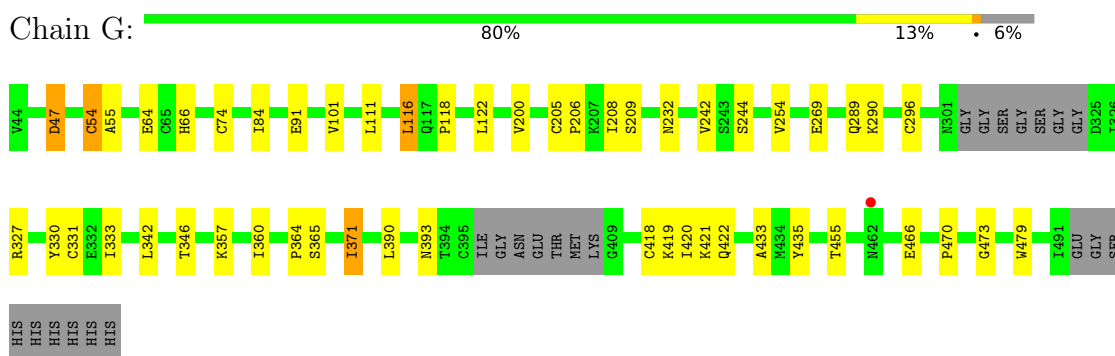 Chain G:
80% 13% • 6%
V44 D47 C54 A55 E64 C65 H66 C74 I84 E91 V101 L111 L116 Q117 P118 L122 V200 C205 P206 K207 I208 S209 N232 V242 S243 S244 V254 E269 Q289 K290 C296 N301 GLY GLY SER GLY SER GLY GLY D325 I326
R327 Y330 C331 E332 I333 L342 T346 K357 I360 P364 S365 I371 L390 N393 T394 C395 ILE GLY ASN GLU THR MET LYS G409 C418 K419 I420 K421 Q422 A433 M434 Y435 T455 N462 E466 P470 G473 W479 I491 GLU GLY SER
HIS HIS HIS HIS HIS HIS